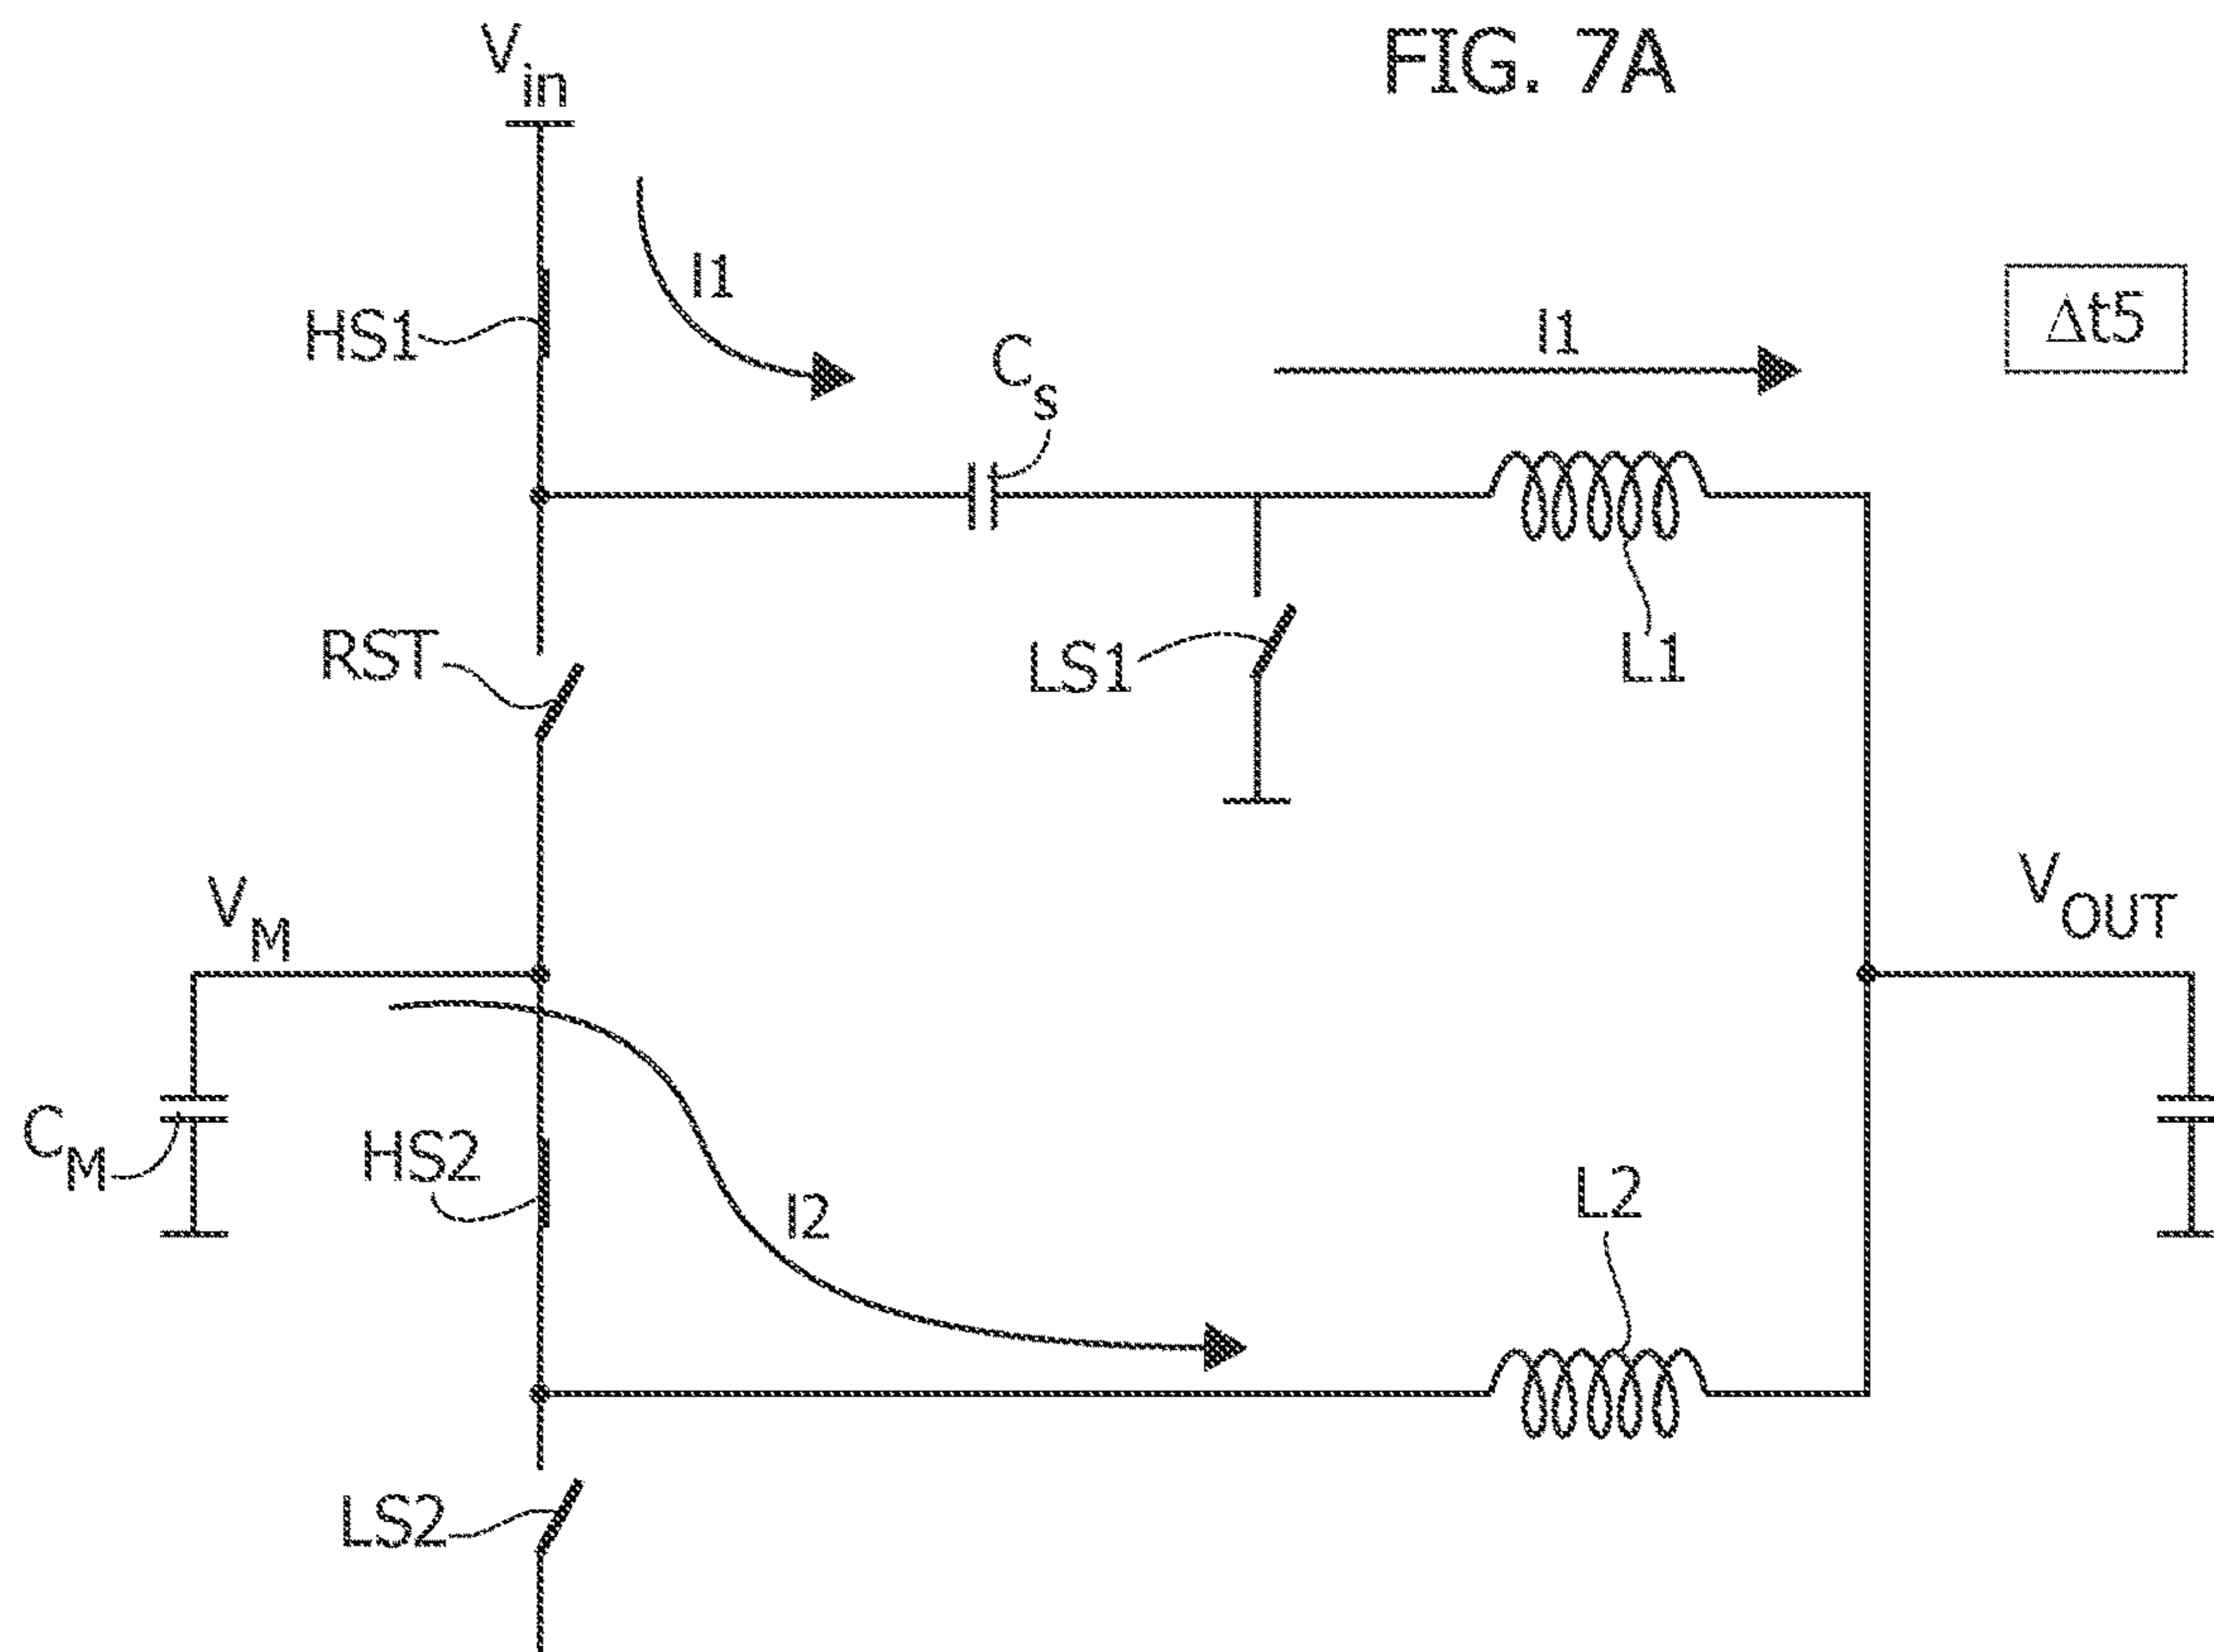 FIG. 7A
Vin
I1
HS1
Cs
I1
Δt5
RST
LS1
L1
VM
VOUT
CM
HS2
I2
L2
LS2